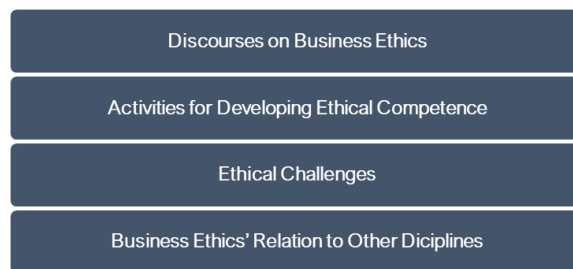 Discourses on Business Ethics
Activities for Developing Ethical Competence
Ethical Challenges
Business Ethics' Relation to Other Diciplines